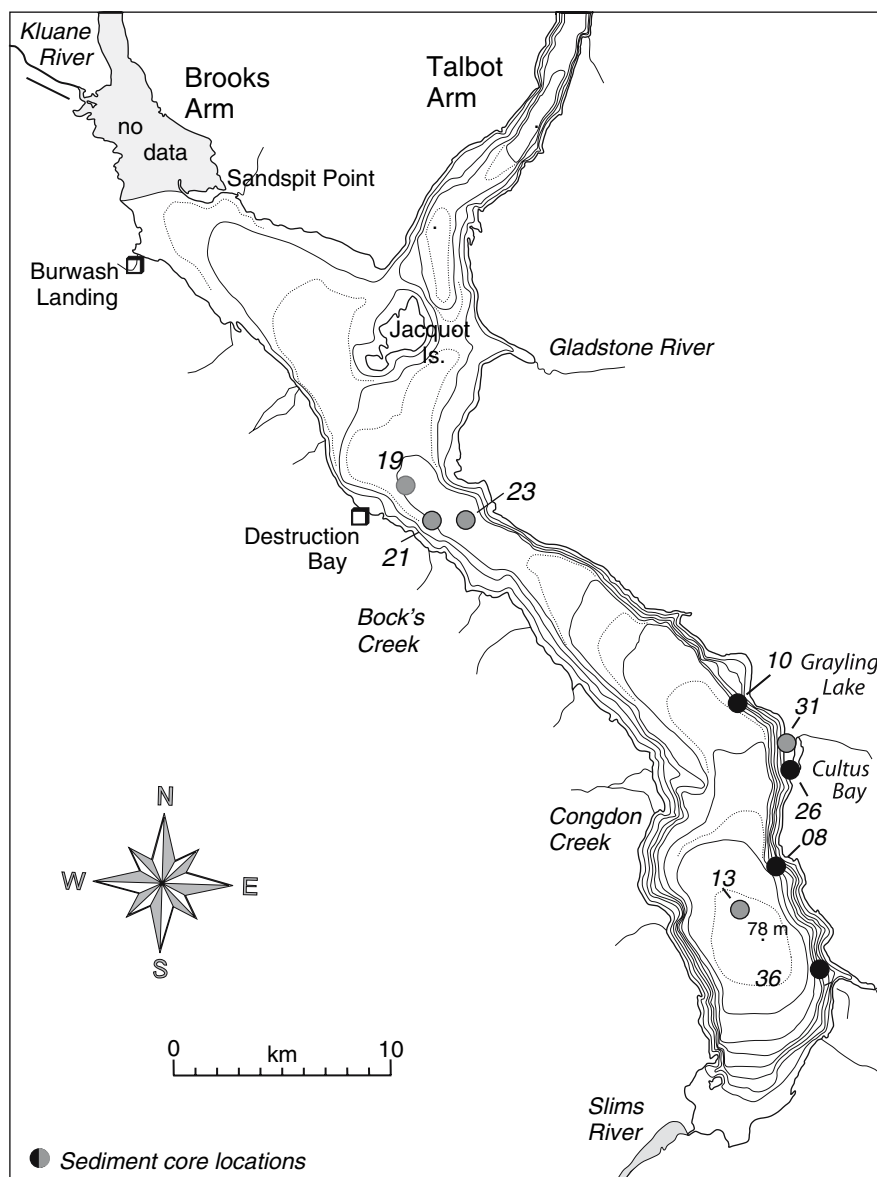 Kluane
River
Brooks
Arm
Talbot
Arm
no
data
Sandspit Point
Burwash
Landing
Jacquot
Is.
Gladstone River
19
23
21
Destruction
Bay
Bock's
Creek
10
Grayling
Lake
31
Cultus
Bay
26
Congdon
Creek
08
13
78 m
36
N
W
E
S
0
km
10
Slims
River
Sediment core locations